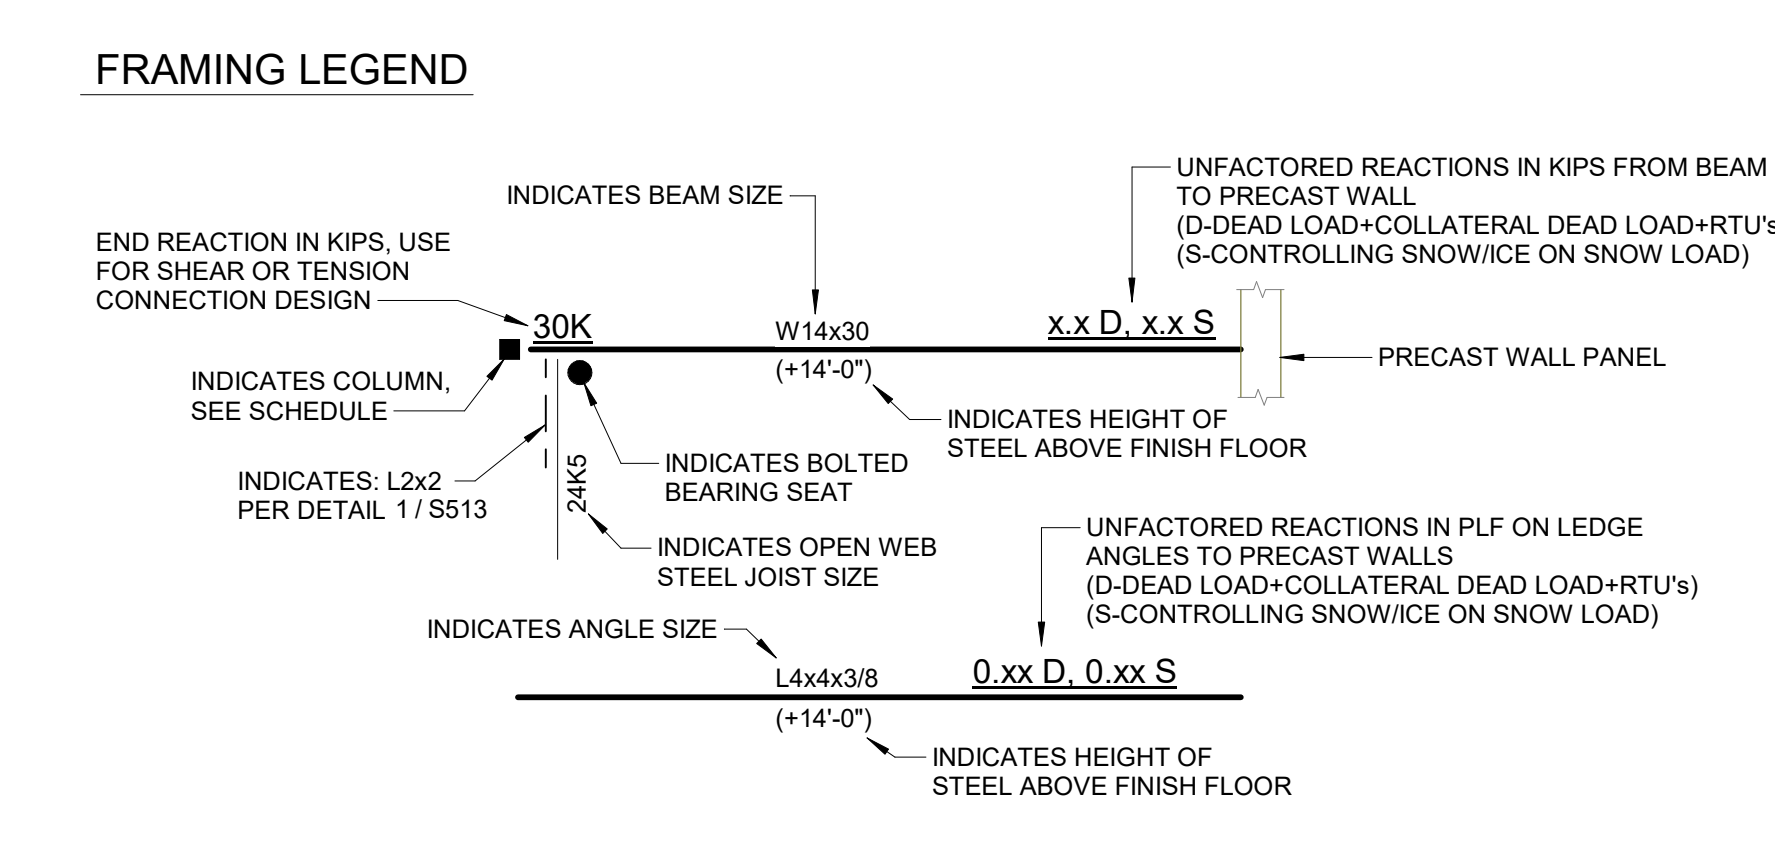 FRAMING LEGEND
UNFACTORED REACTIONS IN KIPS FROM BEAM
TO PRECAST WALL
(D-DEAD LOAD+COLLATERAL DEAD LOAD+RTU's
(S-CONTROLLING SNOW/ICE ON SNOW LOAD)
INDICATES BEAM SIZE
END REACTION IN KIPS, USE
FOR SHEAR OR TENSION
CONNECTION DESIGN
30K
W14x30
x.x D, x.x S
(+14'-0")
PRECAST WALL PANEL
INDICATES COLUMN,
SEE SCHEDULE
INDICATES HEIGHT OF
STEEL ABOVE FINISH FLOOR
INDICATES BOLTED
BEARING SEAT
INDICATES: L2x2
PER DETAIL 1 / S513
24K5
INDICATES OPEN WEB
STEEL JOIST SIZE
UNFACTORED REACTIONS IN PLF ON LEDGE
ANGLES TO PRECAST WALLS
(D-DEAD LOAD+COLLATERAL DEAD LOAD+RTU's)
(S-CONTROLLING SNOW/ICE ON SNOW LOAD)
INDICATES ANGLE SIZE
L4x4x3/8
0.xx D, 0.xx S
(+14'-0")
INDICATES HEIGHT OF
STEEL ABOVE FINISH FLOOR